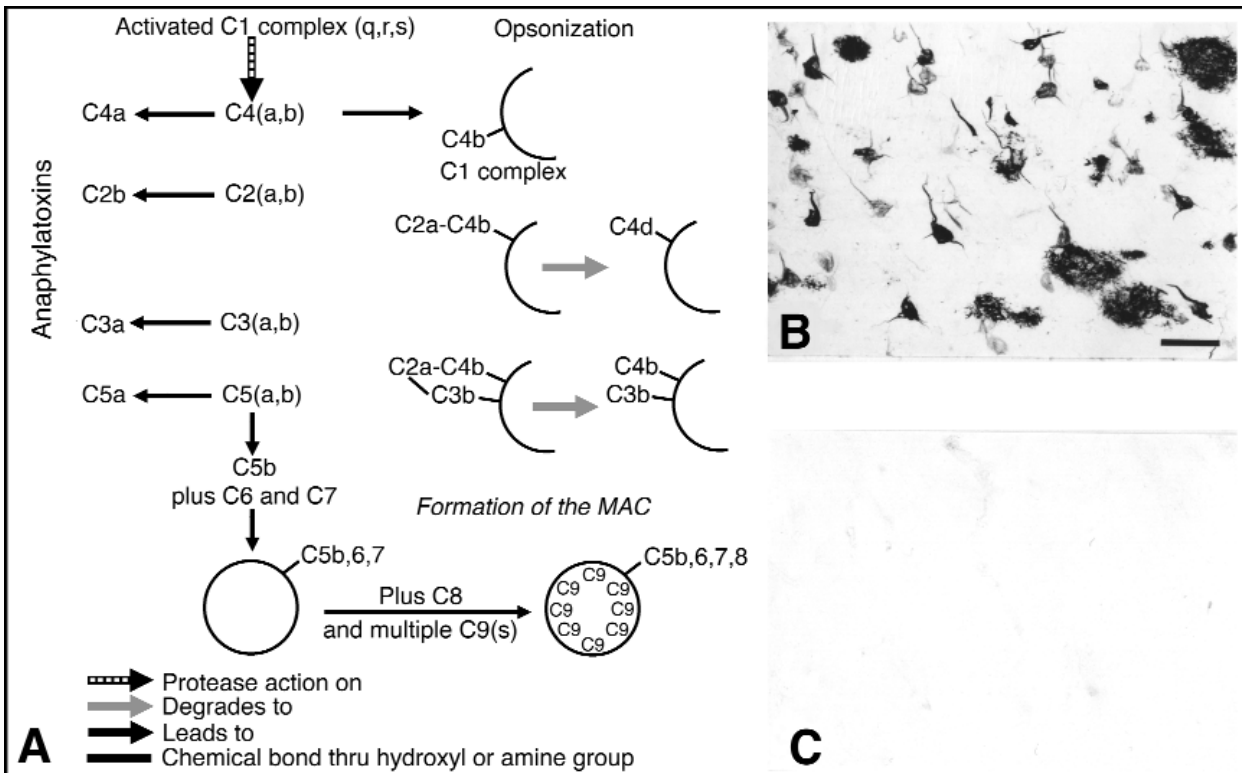 Activated C1 complex (q,r,s)
Opsonization
Anaphylatoxins
C4a
C4(a,b)
C4b
C1 complex
C2b
C2(a,b)
C2a-C4b
C4d
C3a
C3(a,b)
C2a-C4b
C3b
C4b
C3b
C5a
C5(a,b)
C5b
plus C6 and C7
Formation of the MAC
C5b,6,7
Plus C8
and multiple C9(s)
C5b,6,7,8
C9
C9
C9
C9
C9
C9
C9
C9
Protease action on
Degrades to
Leads to
Chemical bond thru hydroxyl or amine group
A
B
C